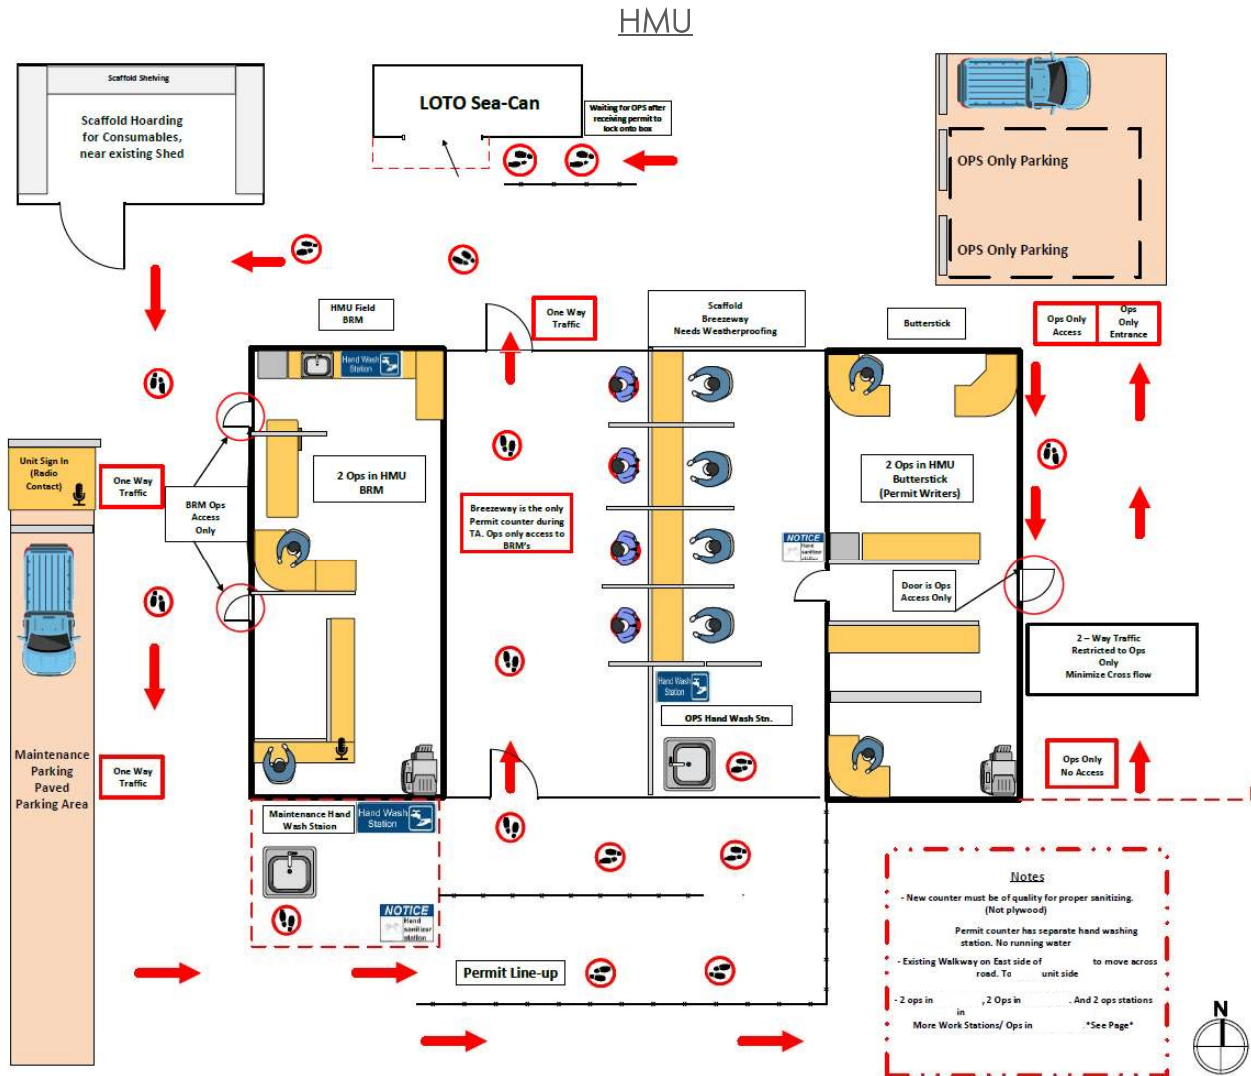 HMU
Scaffold Shelving
Scaffold Hoarding
for Consumables,
near existing Shed
LOTO Sea-Can
Waiting for OPS after
receiving permit to
lock onto box
OPS Only Parking
OPS Only Parking
HMU Field
BRM
One Way
Traffic
Scaffold
Breezeway
Needs Weatherproofing
Butterstick
Ops Only
Access
Ops
Only
Entrance
Hand Wash
Station
Unit Sign In
(Radio
Contact)
One Way
Traffic
BRM Ops
Access
Only
2 Ops in HMU
BRM
Breezeway is the only
Permit counter during
TA. Ops only access to
BRM's
2 Ops in HMU
Butterstick
(Permit Writers)
NOTICE
Hand
sanitizer
station
Door is Ops
Access Only
2 – Way Traffic
Restricted to Ops
Only
Minimize Cross flow
Hand Wash
Station
OPS Hand Wash Stn.
Maintenance
Parking
Paved
Parking Area
One Way
Traffic
Ops Only
No Access
Maintenance Hand
Wash Staion
Hand Wash
Station
NOTICE
Hand
sanitizer
station
Permit Line-up
Notes
- New counter must be of quality for proper sanitizing.
(Not plywood)
Permit counter has separate hand washing
station. No running water
- Existing Walkway on East side of to move across
road. To unit side
- 2 ops in , 2 Ops in . And 2 ops stations
in
More Work Stations/ Ops in .*See Page*
N